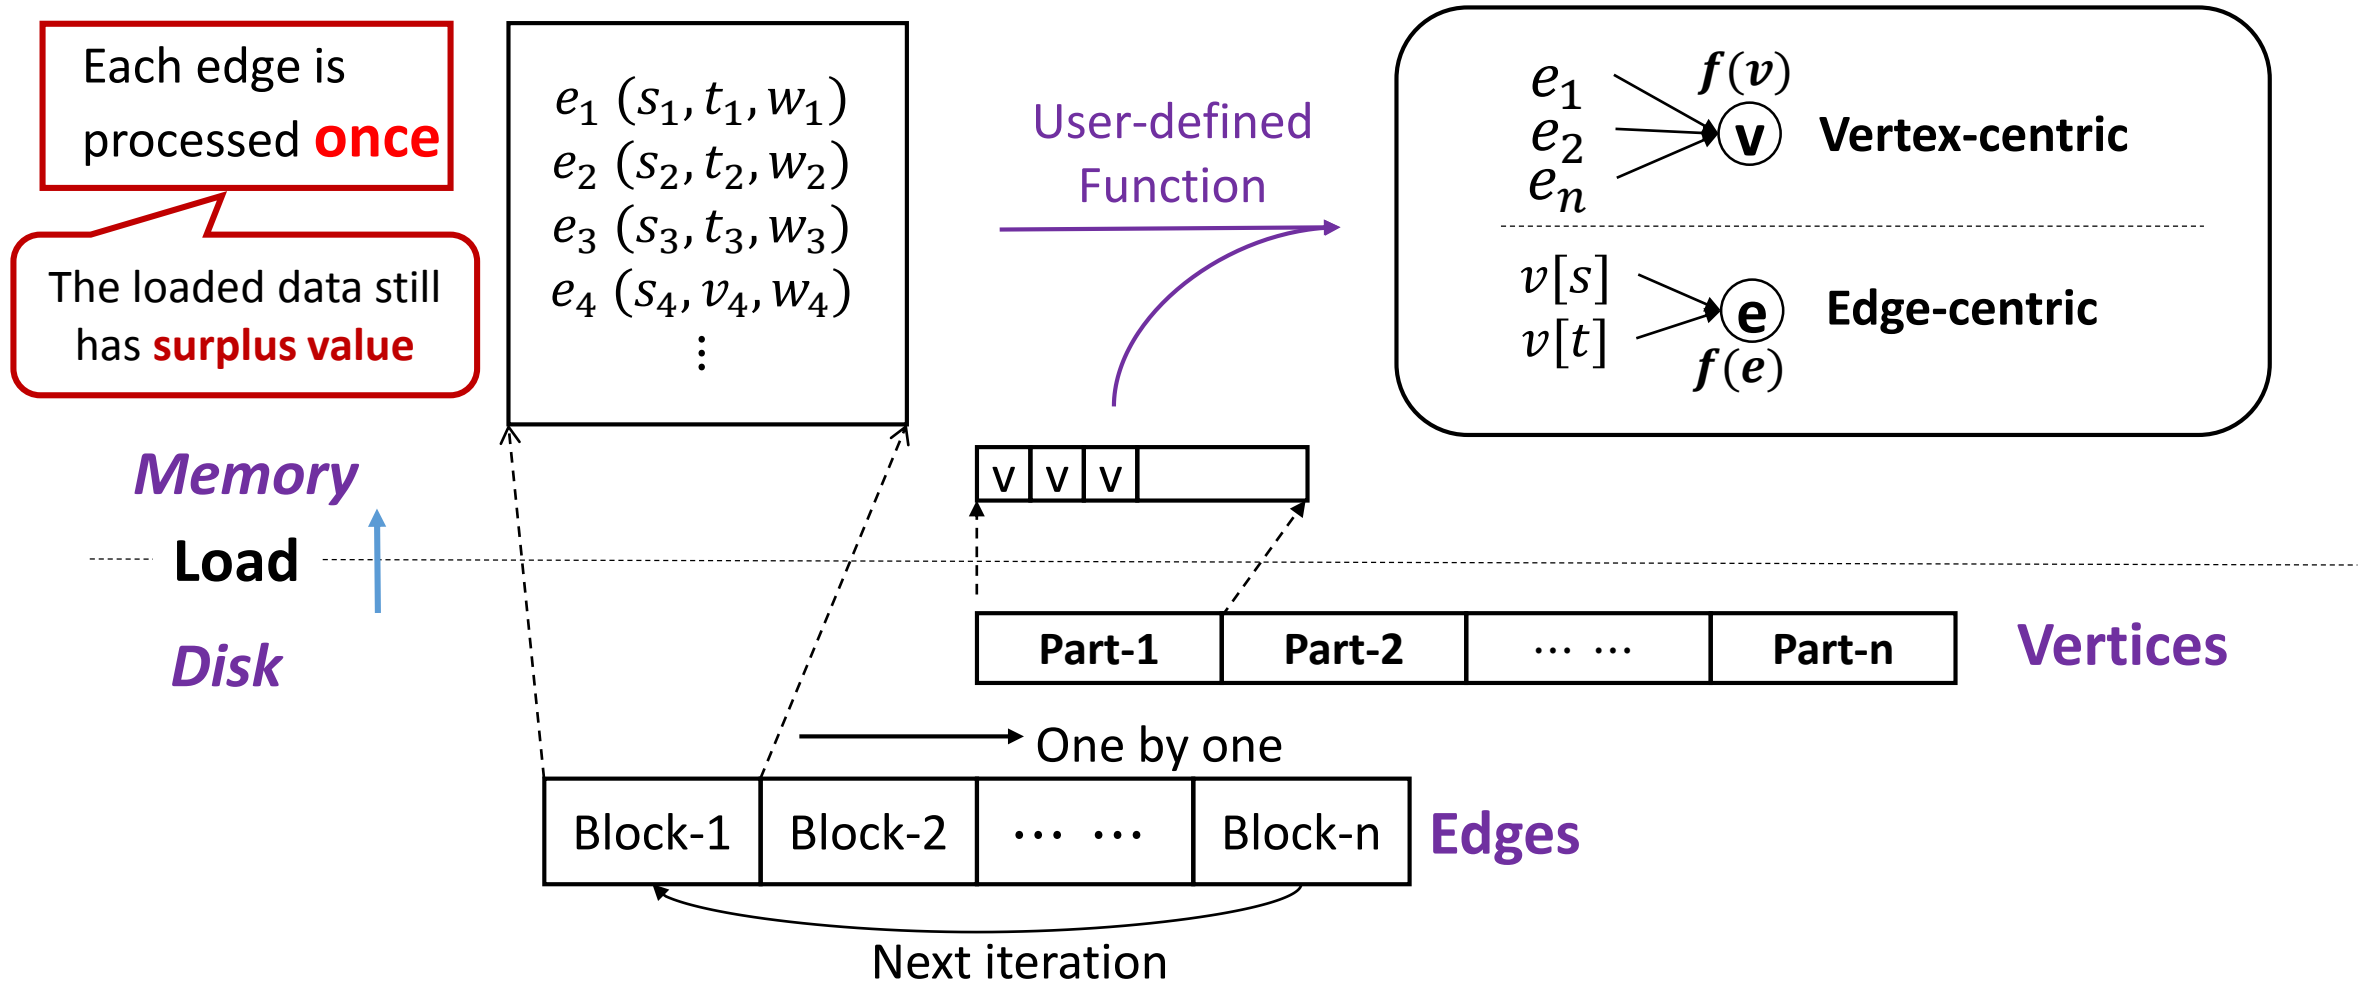 Each edge is
processed once
The loaded data still
has surplus value
e₁ (s₁, t₁, w₁)
e₂ (s₂, t₂, w₂)
e₃ (s₃, t₃, w₃)
e₄ (s₄, v₄, w₄)
⋮
User-defined
Function
e₁
e₂
eₙ
f(v)
v
Vertex-centric
v[s]
v[t]
e
f(e)
Edge-centric
Memory
Load
Disk
v v v
Part-1 Part-2 ⋯ ⋯ Part-n
Vertices
One by one
Block-1 Block-2 ⋯ ⋯ Block-n
Edges
Next iteration